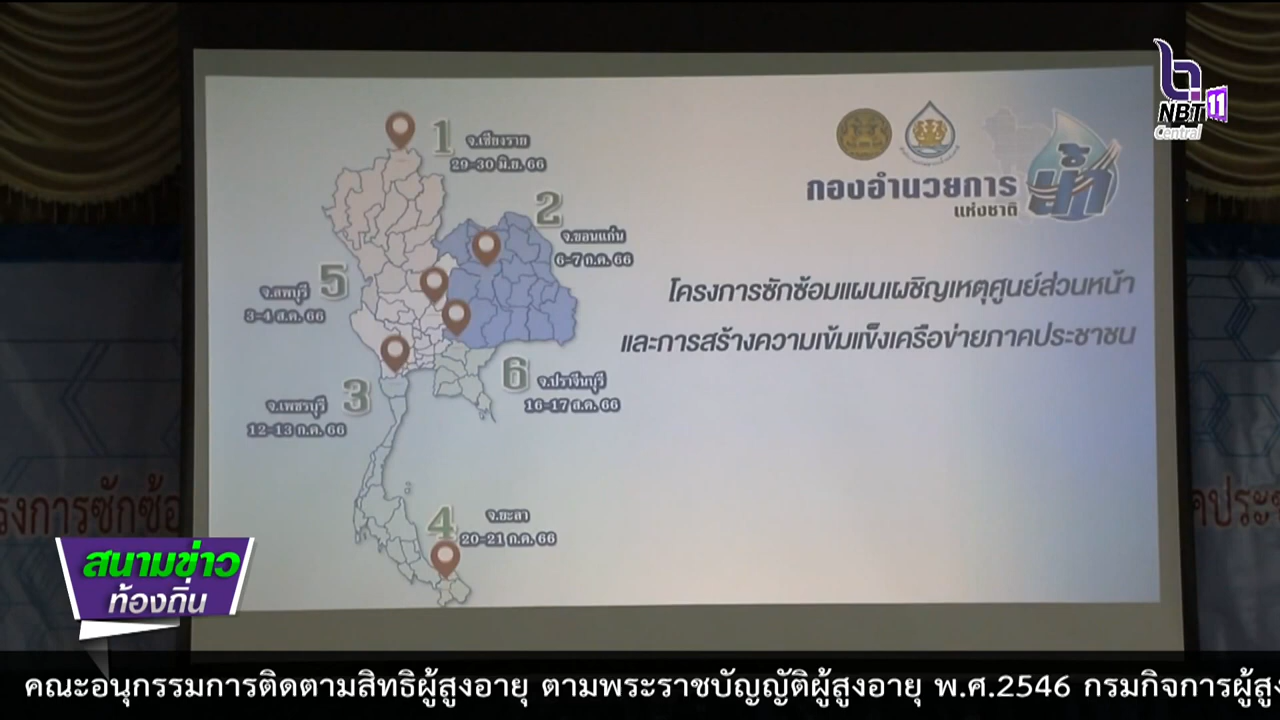 NBT
11
Central
1
จ.เชียงราย
29-30 มิ.ย. 66
2
จ.ขอนแก่น
6-7 ก.ค. 66
5
จ.ลพบุรี
3-4 ส.ค. 66
6
จ.ปราจีนบุรี
16-17 ส.ค. 66
3
จ.เพชรบุรี
12-13 ก.ค. 66
4
จ.ยะลา
20-21 ก.ค. 66
กองอำนวยการ
น้ำ
แห่งชาติ
โครงการซักซ้อมแผนเผชิญเหตุศูนย์ส่วนหน้า
และการสร้างความเข้มแข็งเครือข่ายภาคประชาชน
สนามข่าว
ท้องถิ่น
คณะอนุกรรมการติดตามสิทธิผู้สูงอายุ ตามพระราชบัญญัติผู้สูงอายุ พ.ศ.2546 กรมกิจการผู้สูง